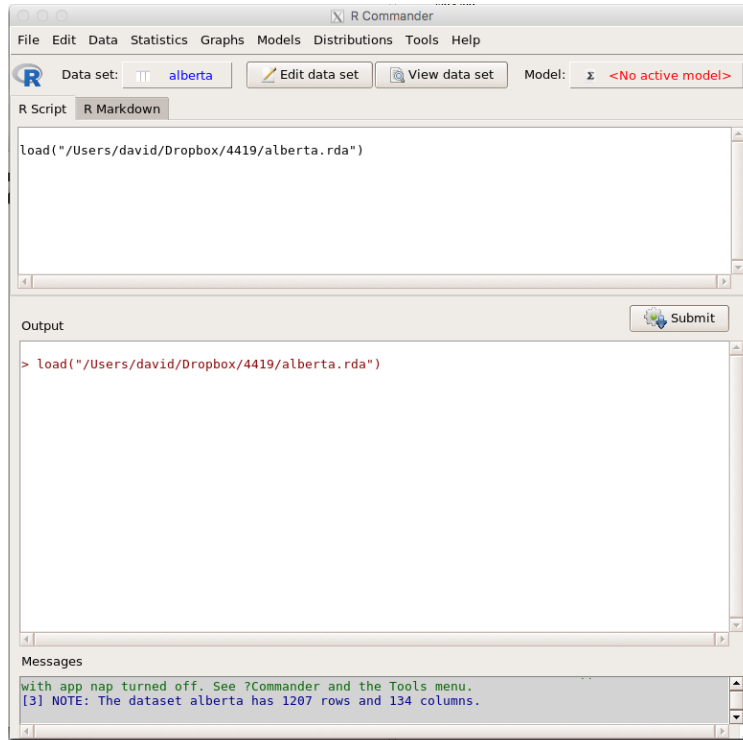 R Commander
File Edit Data Statistics Graphs Models Distributions Tools Help
R Data set: alberta Edit data set View data set Model: Σ <No active model>
R Script R Markdown
load("/Users/david/Dropbox/4419/alberta.rda")
Output Submit
> load("/Users/david/Dropbox/4419/alberta.rda")
Messages
with app nap turned off. See ?Commander and the Tools menu.
[3] NOTE: The dataset alberta has 1207 rows and 134 columns.